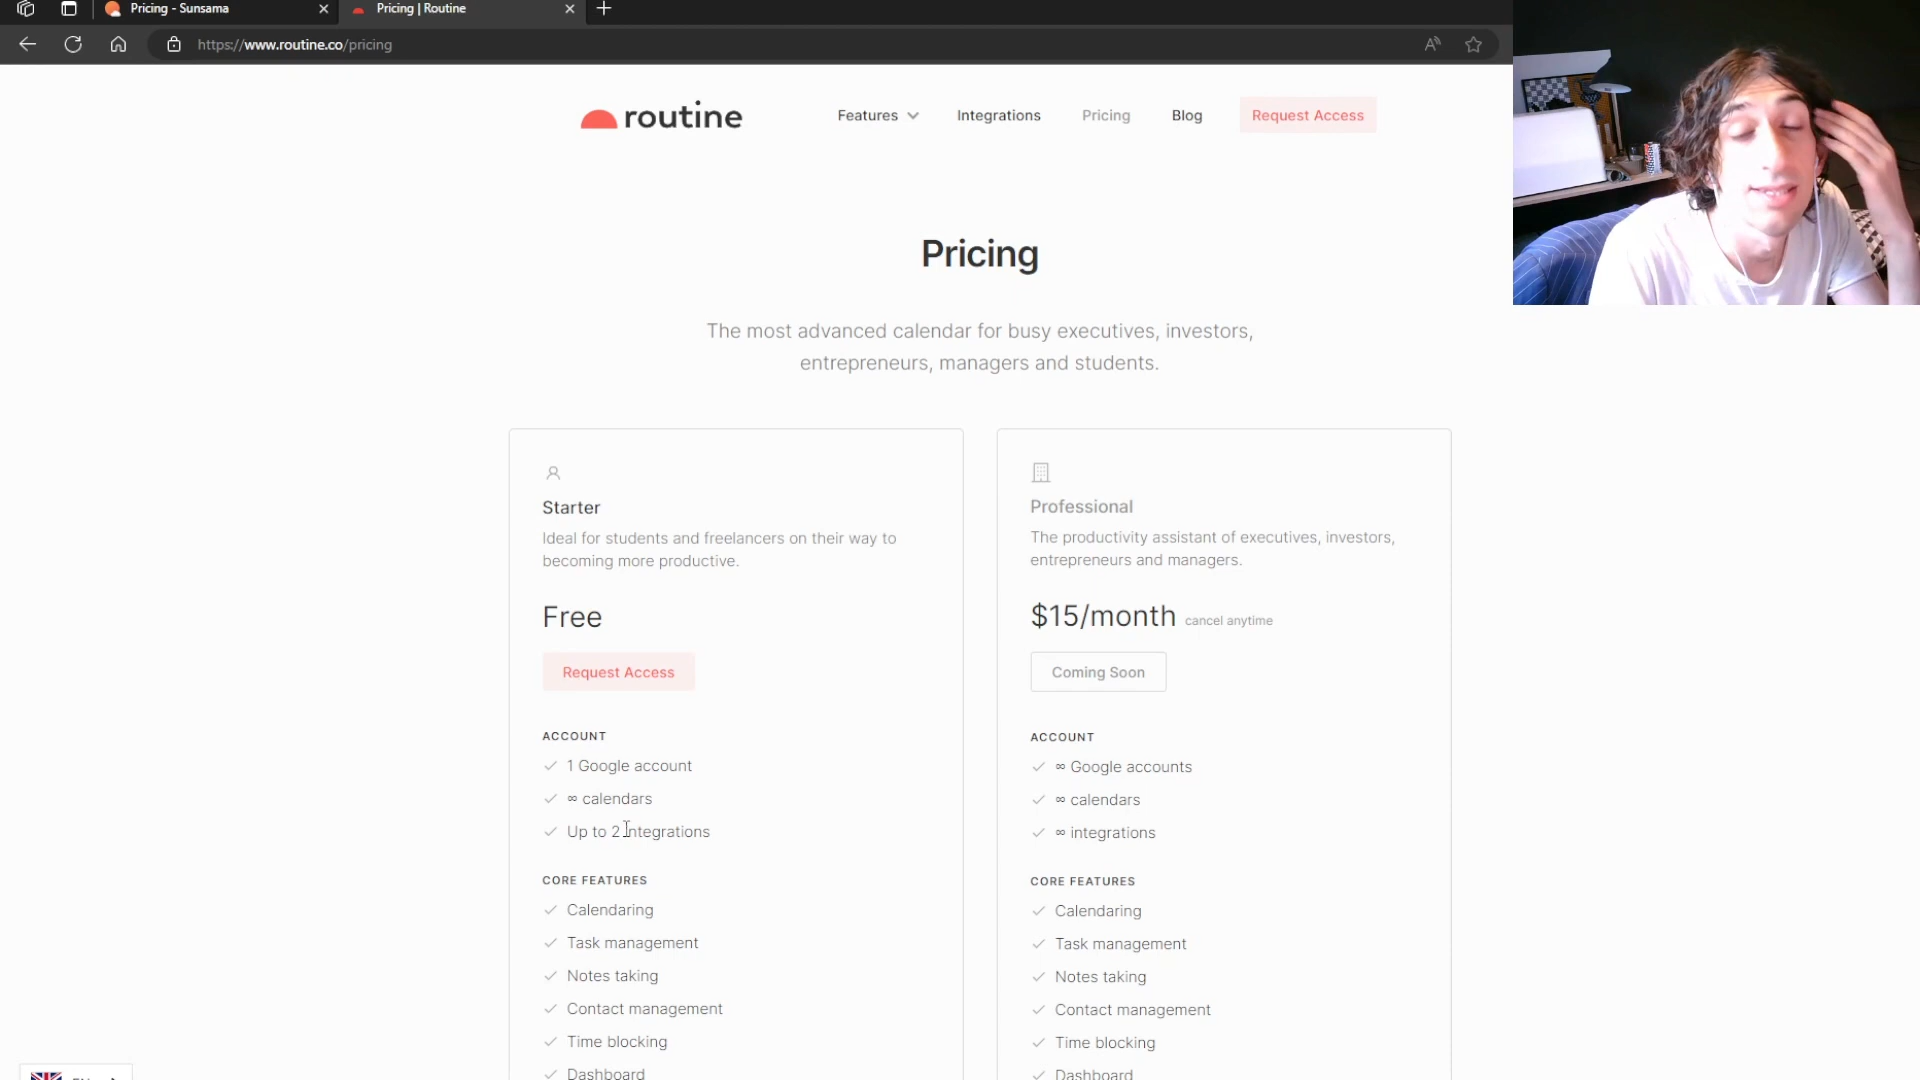 Pricing - Sunsama
Pricing | Routine
https://www.routine.co/pricing
routine
Features
Integrations
Pricing
Blog
Request Access
Pricing
The most advanced calendar for busy executives, investors,
entrepreneurs, managers and students.
Starter
Ideal for students and freelancers on their way to
becoming more productive.
Free
Request Access
ACCOUNT
1 Google account
∞ calendars
Up to 2 integrations
CORE FEATURES
Calendaring
Task management
Notes taking
Contact management
Time blocking
Dashboard
Professional
The productivity assistant of executives, investors,
entrepreneurs and managers.
$15/month cancel anytime
Coming Soon
ACCOUNT
∞ Google accounts
∞ calendars
∞ integrations
CORE FEATURES
Calendaring
Task management
Notes taking
Contact management
Time blocking
Dashboard